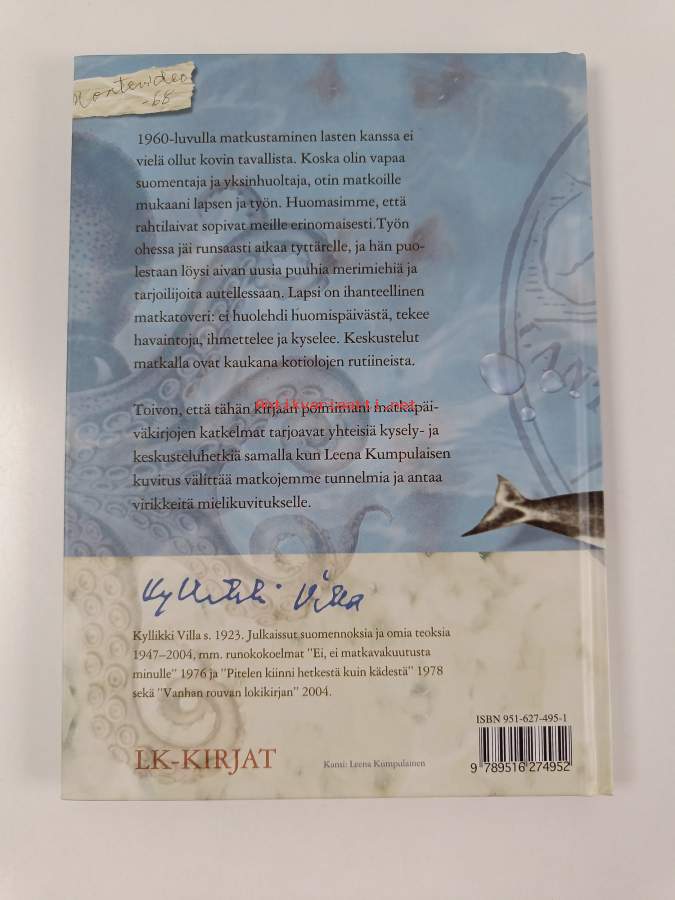 Montevideo
-68
1960-luvulla matkustaminen lasten kanssa ei
vielä ollut kovin tavallista. Koska olin vapaa
suomentaja ja yksinhuoltaja, otin matkoille
mukaani lapsen ja työn. Huomasimme, että
rahtilaivat sopivat meille erinomaisesti.Työn
ohessa jäi runsaasti aikaa tyttärelle, ja hän puo-
lestaan löysi aivan uusia puuhia merimiehiä ja
tarjoilijoita autellessaan. Lapsi on ihanteellinen
matkatoveri: ei huolehdi huomispäivästä, tekee
havaintoja, ihmettelee ja kyselee. Keskustelut
matkalla ovat kaukana kotiolojen rutiineista.
Antikvariaatti.net
Toivon, että tähän kirjaan poimimani matkapäi-
väkirjojen katkelmat tarjoavat yhteisiä kysely- ja
keskusteluhetkiä samalla kun Leena Kumpulaisen
kuvitus välittää matkojemme tunnelmia ja antaa
virikkeitä mielikuvitukselle.
Kyllikki Villa
Kyllikki Villa s. 1923. Julkaissut suomennoksia ja omia teoksia
1947–2004, mm. runokokoelmat "Ei, ei matkavakuutusta
minulle" 1976 ja "Pitelen kiinni hetkestä kuin kädestä" 1978
sekä "Vanhan rouvan lokikirjan" 2004.
ISBN 951-627-495-1
LK-KIRJAT
Kansi: Leena Kumpulainen
9 789516 274952